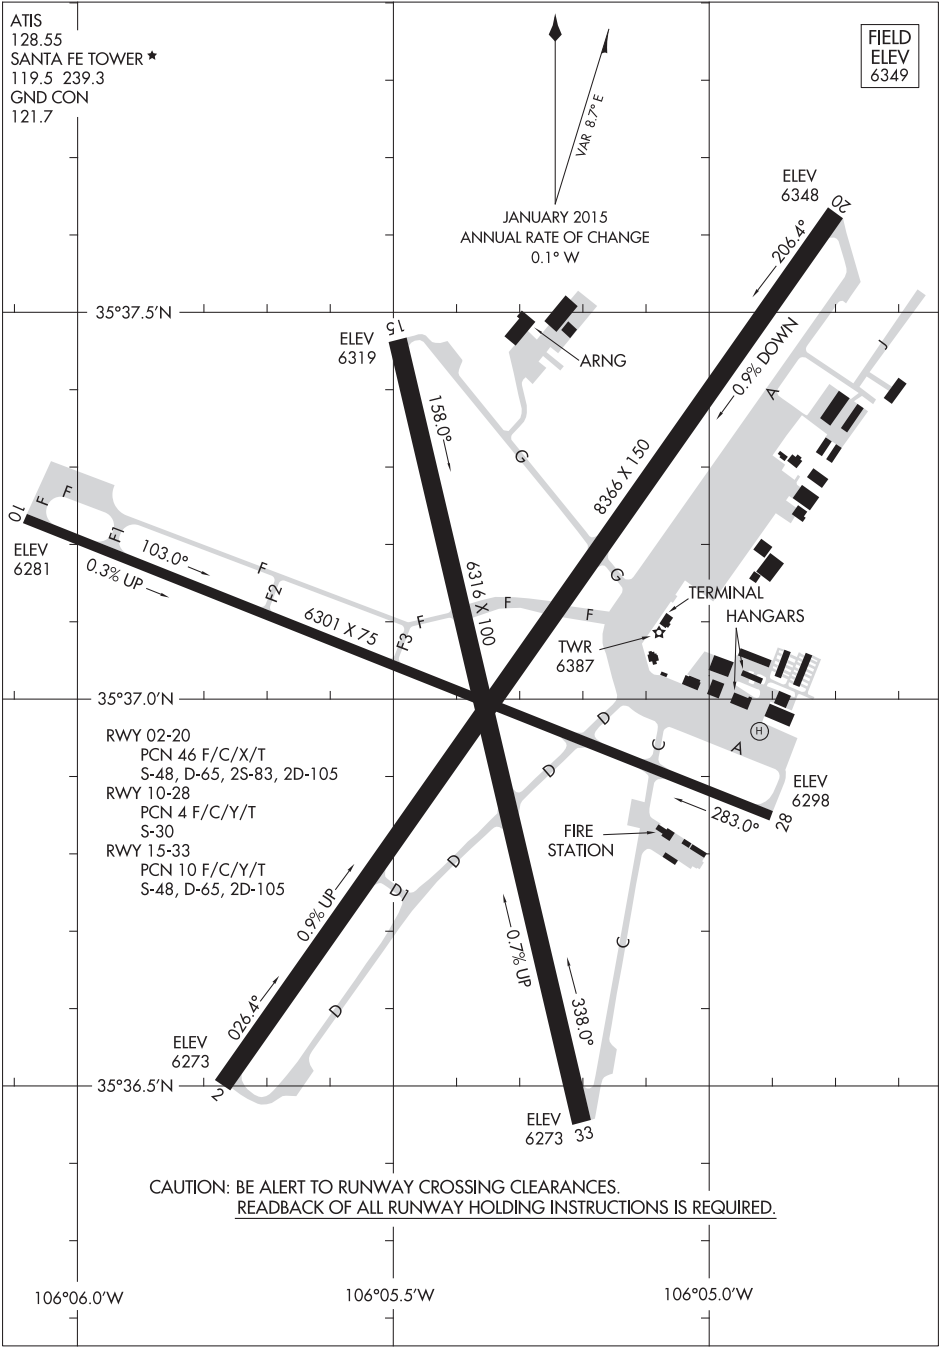 ATIS
128.55
SANTA FE TOWER ★
119.5 239.3
GND CON
121.7
FIELD
ELEV
6349
VAR 8.7° E
JANUARY 2015
ANNUAL RATE OF CHANGE
0.1° W
ELEV
6348
20
206.4°
0.9% DOWN
35°37.5'N
ELEV
6319
15
158.0°
ARNG
J
A
G
8366 X 150
F
F
10
ELEV
6281
F1
103.0°
0.3% UP
F
F2
6301 X 75
F3
F
6316 X 100
F
F
G
TERMINAL
HANGARS
TWR
6387
35°37.0'N
D
C
A
H
D
RWY 02-20
PCN 46 F/C/X/T
S-48, D-65, 2S-83, 2D-105
RWY 10-28
PCN 4 F/C/Y/T
S-30
RWY 15-33
PCN 10 F/C/Y/T
S-48, D-65, 2D-105
ELEV
6298
28
283.0°
FIRE
STATION
D
D1
0.9% UP
0.7% UP
C
026.4°
D
338.0°
ELEV
6273
2
35°36.5'N
ELEV
6273
33
CAUTION: BE ALERT TO RUNWAY CROSSING CLEARANCES.
READBACK OF ALL RUNWAY HOLDING INSTRUCTIONS IS REQUIRED.
106°06.0'W
106°05.5'W
106°05.0'W